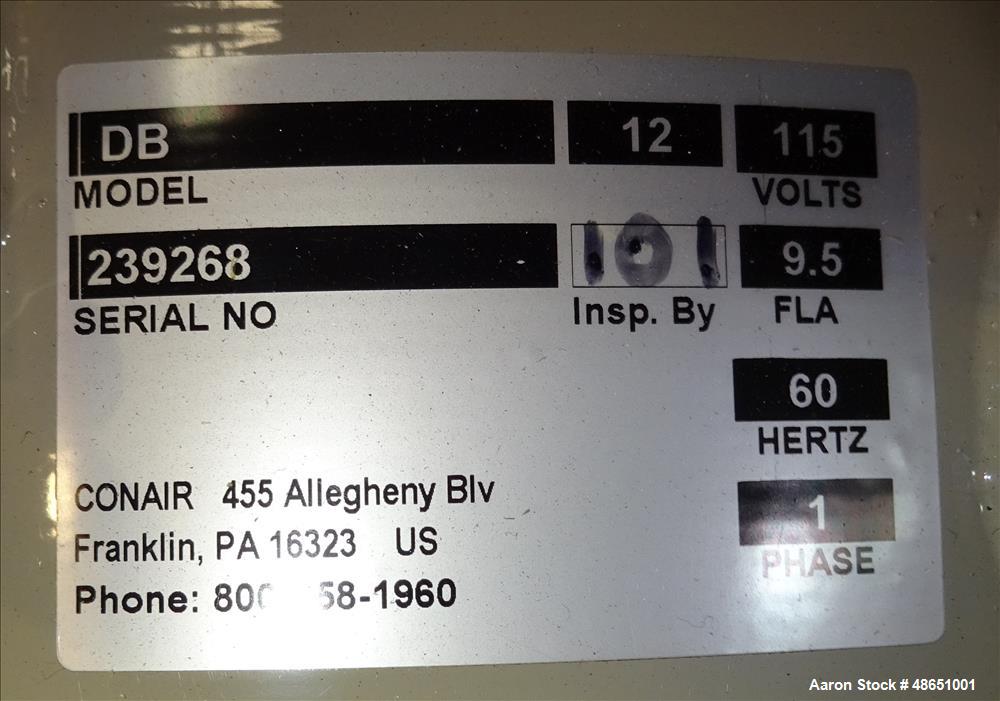 DB 12 115
MODEL VOLTS
239268 101 9.5
SERIAL NO Insp. By FLA
60
HERTZ
CONAIR 455 Allegheny Blv
1
Franklin, PA 16323 US
PHASE
Phone: 58-1960
Aaron Stock # 48651001